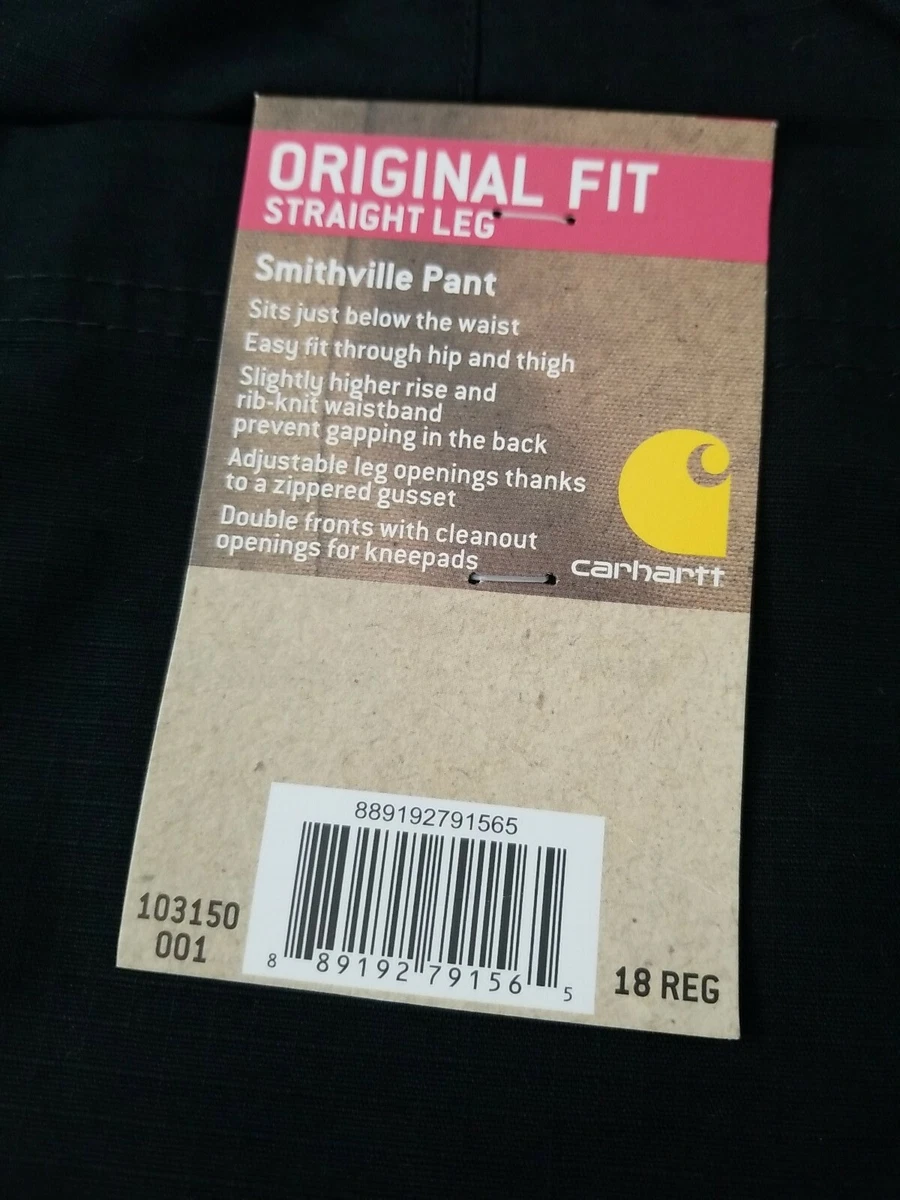 ORIGINAL FIT
STRAIGHT LEG
Smithville Pant
Sits just below the waist
Easy fit through hip and thigh
Slightly higher rise and
rib-knit waistband
prevent gapping in the back
Adjustable leg openings thanks
to a zippered gusset
Double fronts with cleanout
openings for kneepads
carhartt
889192791565
8 89192 79156 5
103150
001
18 REG